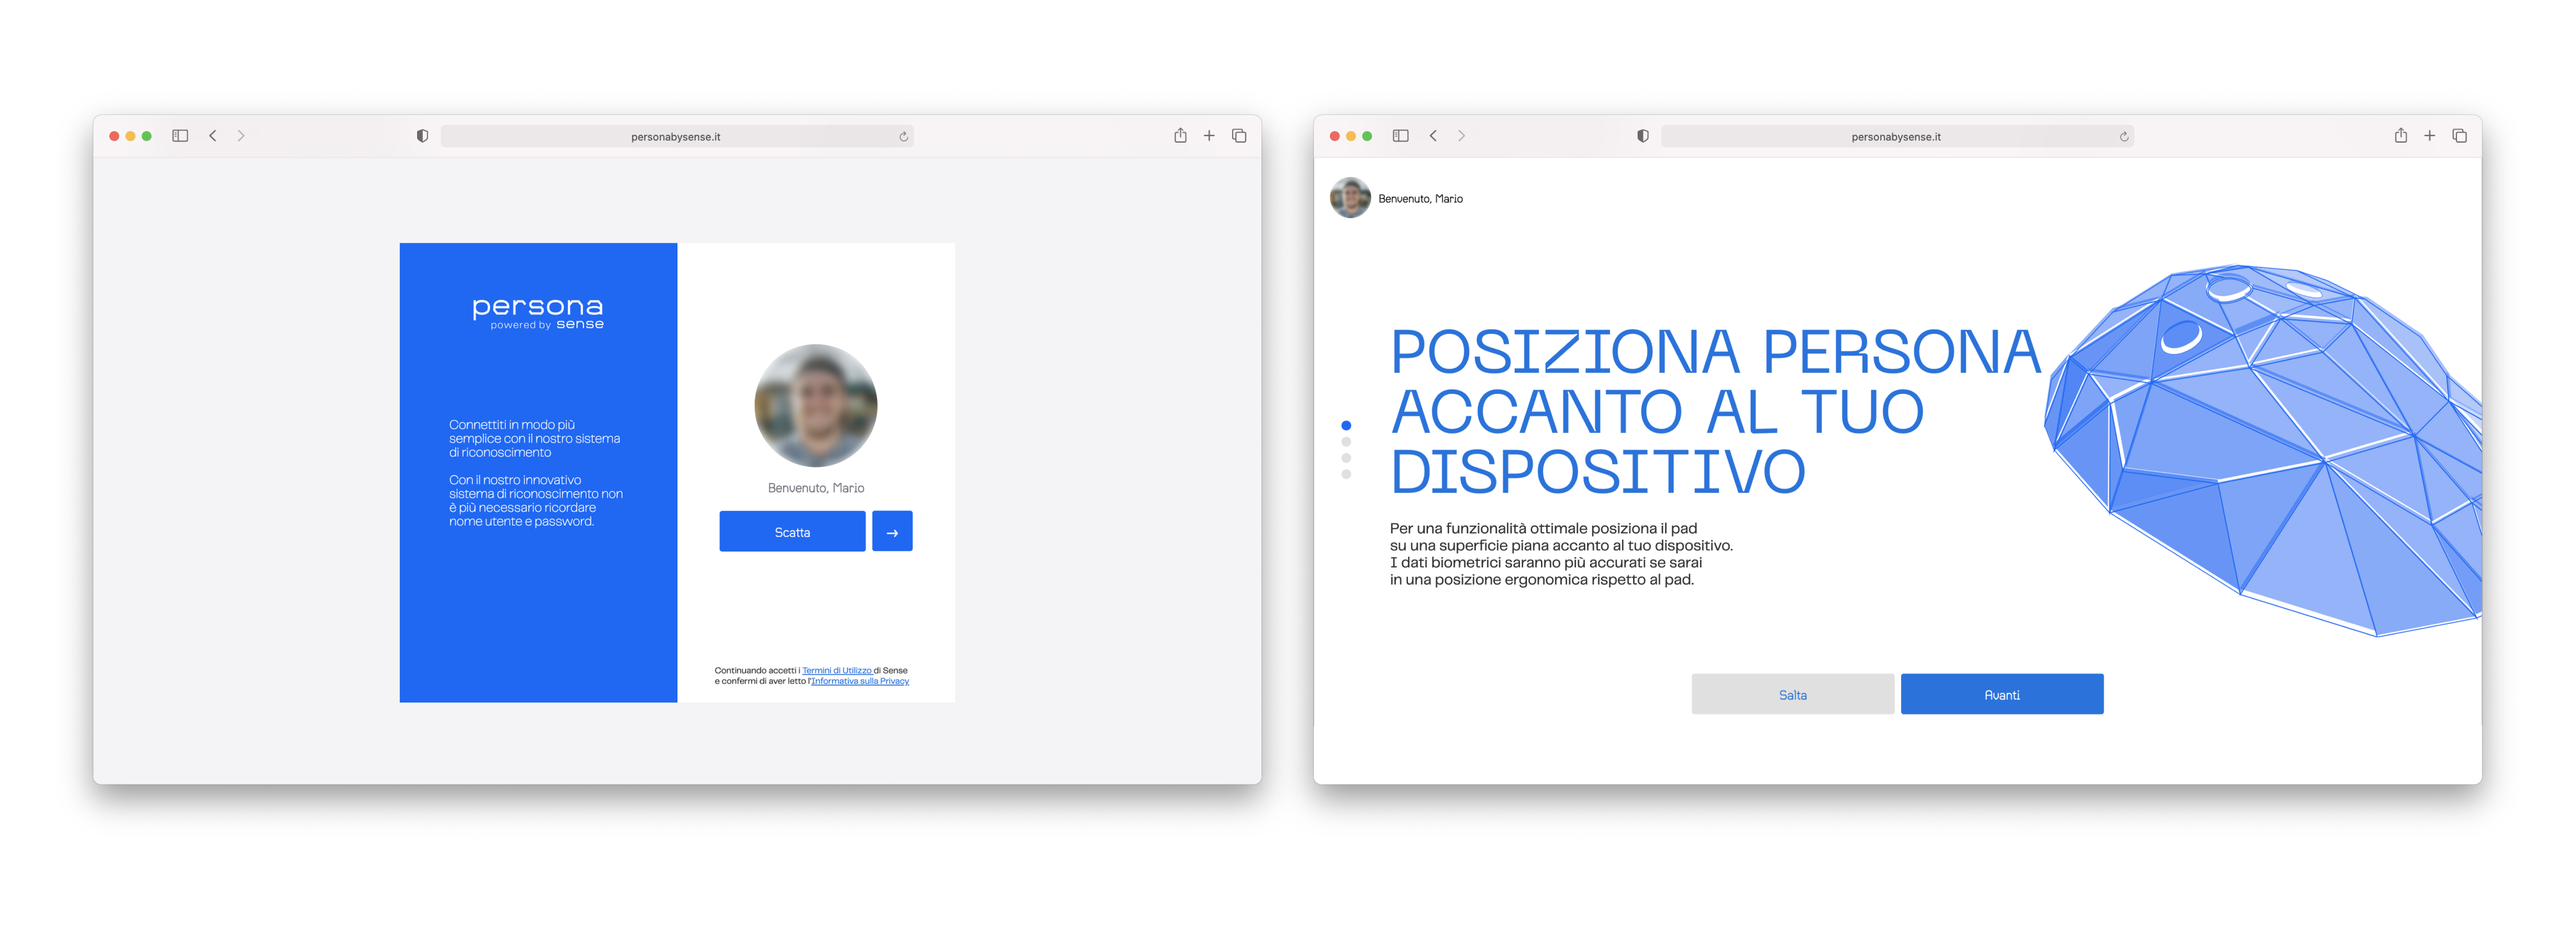 personabysense.it
persona
powered by sense
Connettiti in modo più
semplice con il nostro sistema
di riconoscimento
Con il nostro innovativo
sistema di riconoscimento non
è più necessario ricordare
nome utente e password.
Benvenuto, Mario
Scatta
Continuando accetti i Termini di Utilizzo di Sense
e confermi di aver letto l'Informativa sulla Privacy
personabysense.it
Benvenuto, Mario
POSIZIONA PERSONA
ACCANTO AL TUO
DISPOSITIVO
Per una funzionalità ottimale posiziona il pad
su una superficie piana accanto al tuo dispositivo.
I dati biometrici saranno più accurati se sarai
in una posizione ergonomica rispetto al pad.
Salta
Avanti